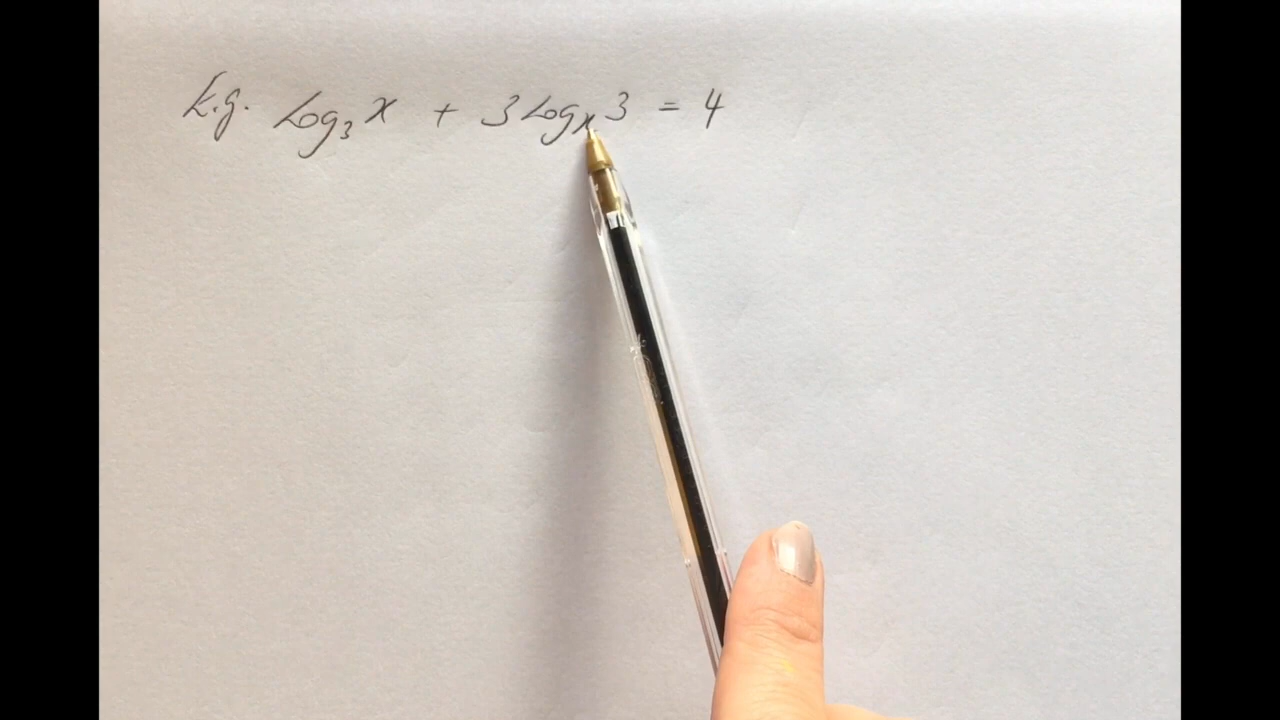 E.g. Log₃x + 3Logₓ3 = 4